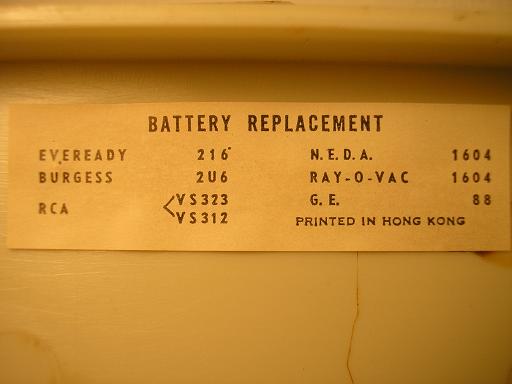 BATTERY REPLACEMENT
EVEREADY 216 N.E.D.A. 1604
BURGESS 2U6 RAY-O-VAC 1604
RCA VS323 G.E. 88
VS312 PRINTED IN HONG KONG